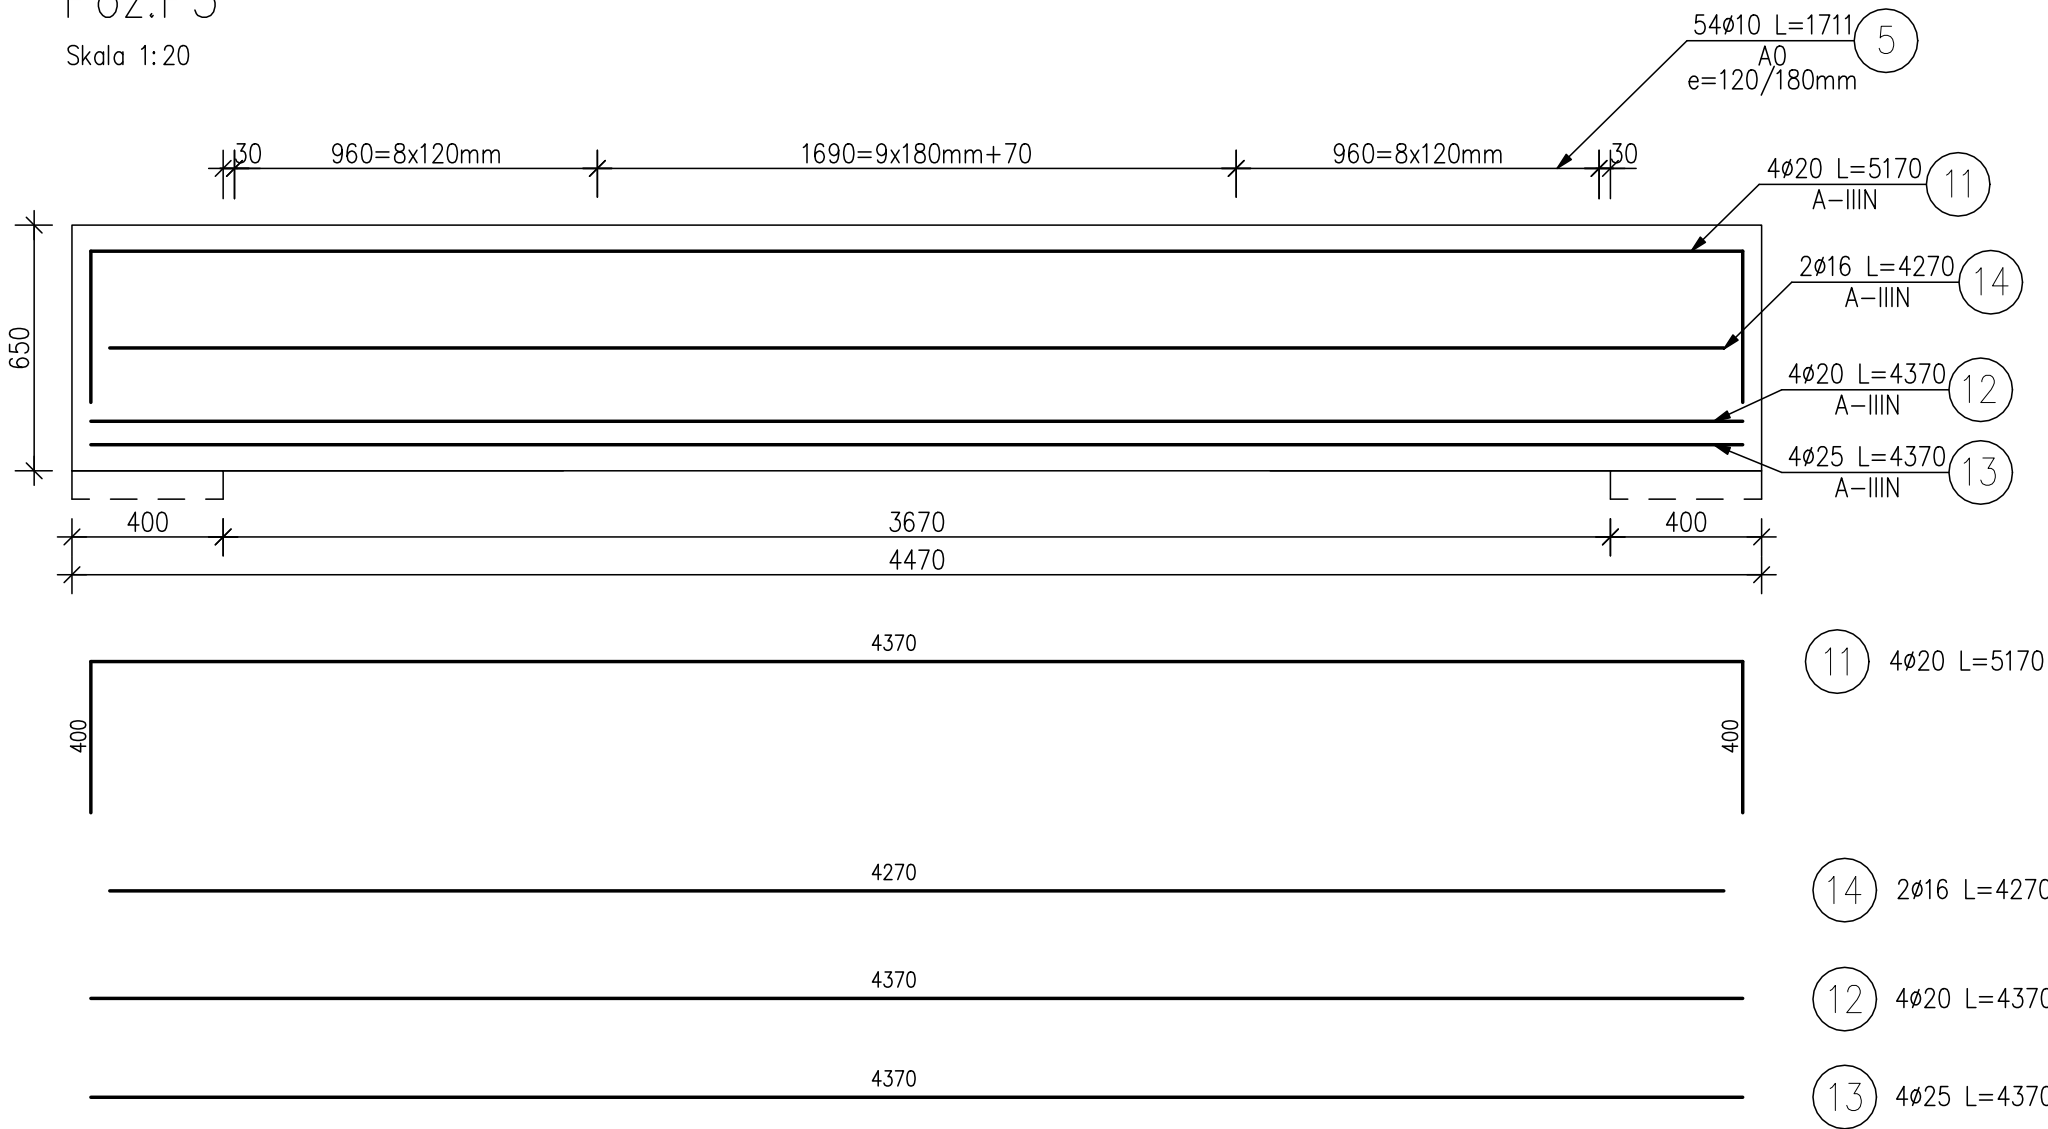 Skala 1:20
54ø10 L=1711
A0
e=120/180mm
5
30
960=8x120mm
1690=9x180mm+70
960=8x120mm
30
4ø20 L=5170
A-IIIN
11
2ø16 L=4270
A-IIIN
14
650
4ø20 L=4370
A-IIIN
12
4ø25 L=4370
A-IIIN
13
400
3670
400
4470
4370
11
4ø20 L=5170
400
400
4270
14
2ø16 L=4270
4370
12
4ø20 L=4370
4370
13
4ø25 L=4370